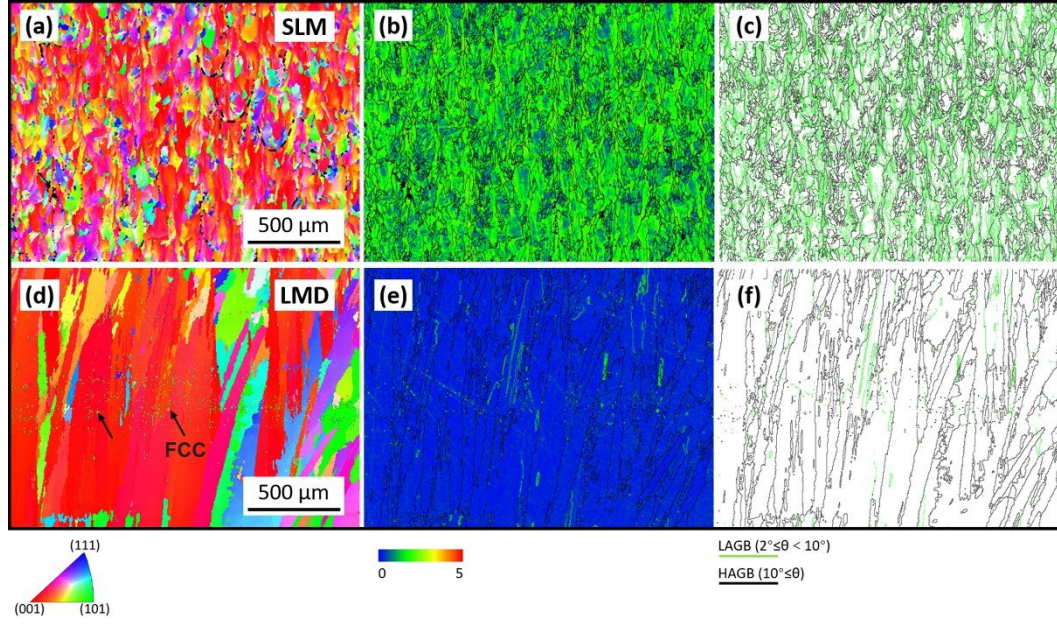 (a) SLM (b) (c)
500 μm
(d) LMD (e) (f)
FCC
500 μm
(111)
(001) (101)
0 5
LAGB (2°≤θ < 10°)
HAGB (10°≤θ)